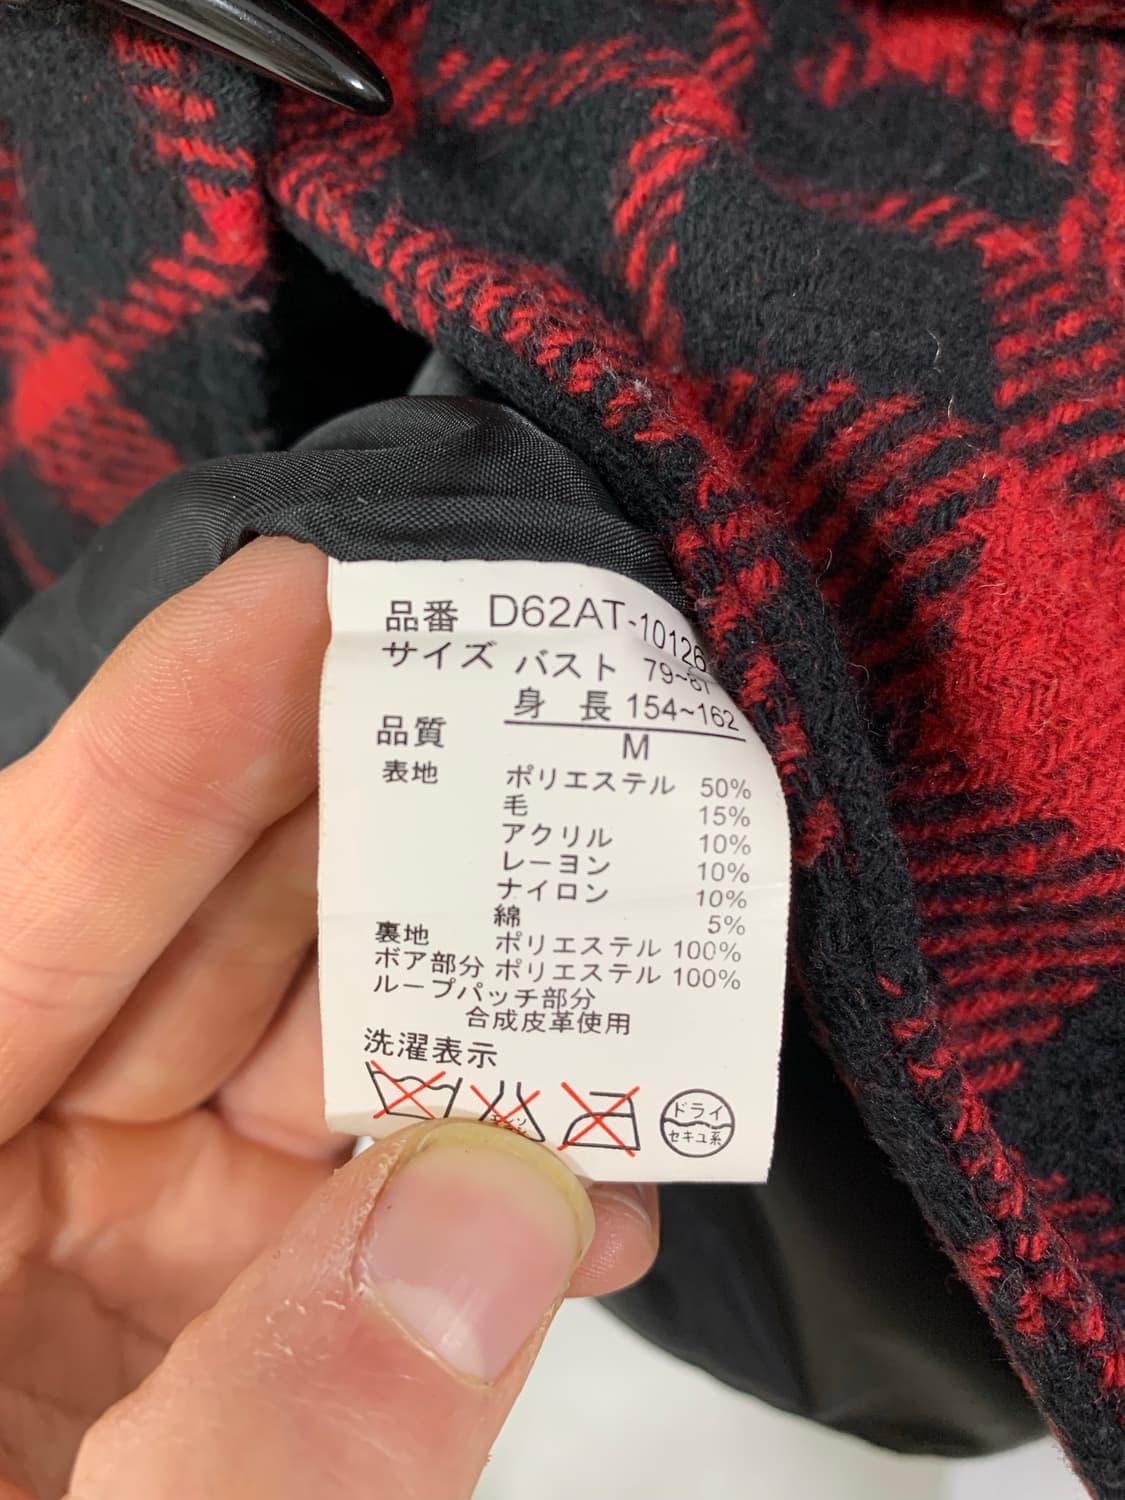 品番 D62AT-10126
サイズ バスト 79~87
身 長 154~162
品質 M
表地 ポリエステル 50%
毛 15%
アクリル 10%
レーヨン 10%
ナイロン 10%
綿 5%
裏地 ポリエステル 100%
ボア部分 ポリエステル 100%
ループパッチ部分
合成皮革使用
洗濯表示
ドライ
セキユ系